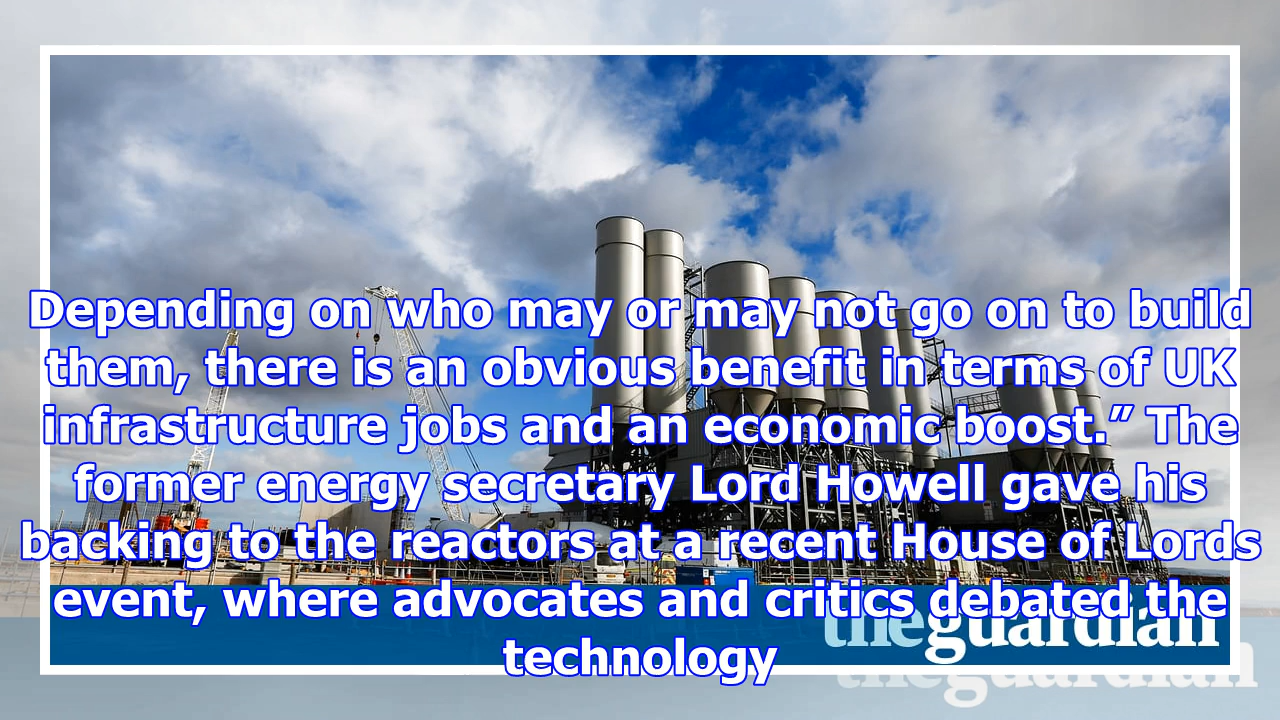 Depending on who may or may not go on to build
them, there is an obvious benefit in terms of UK
infrastructure jobs and an economic boost.” The
former energy secretary Lord Howell gave his
backing to the reactors at a recent House of Lords
event, where advocates and critics debated the
technology
theguardian
theguardian